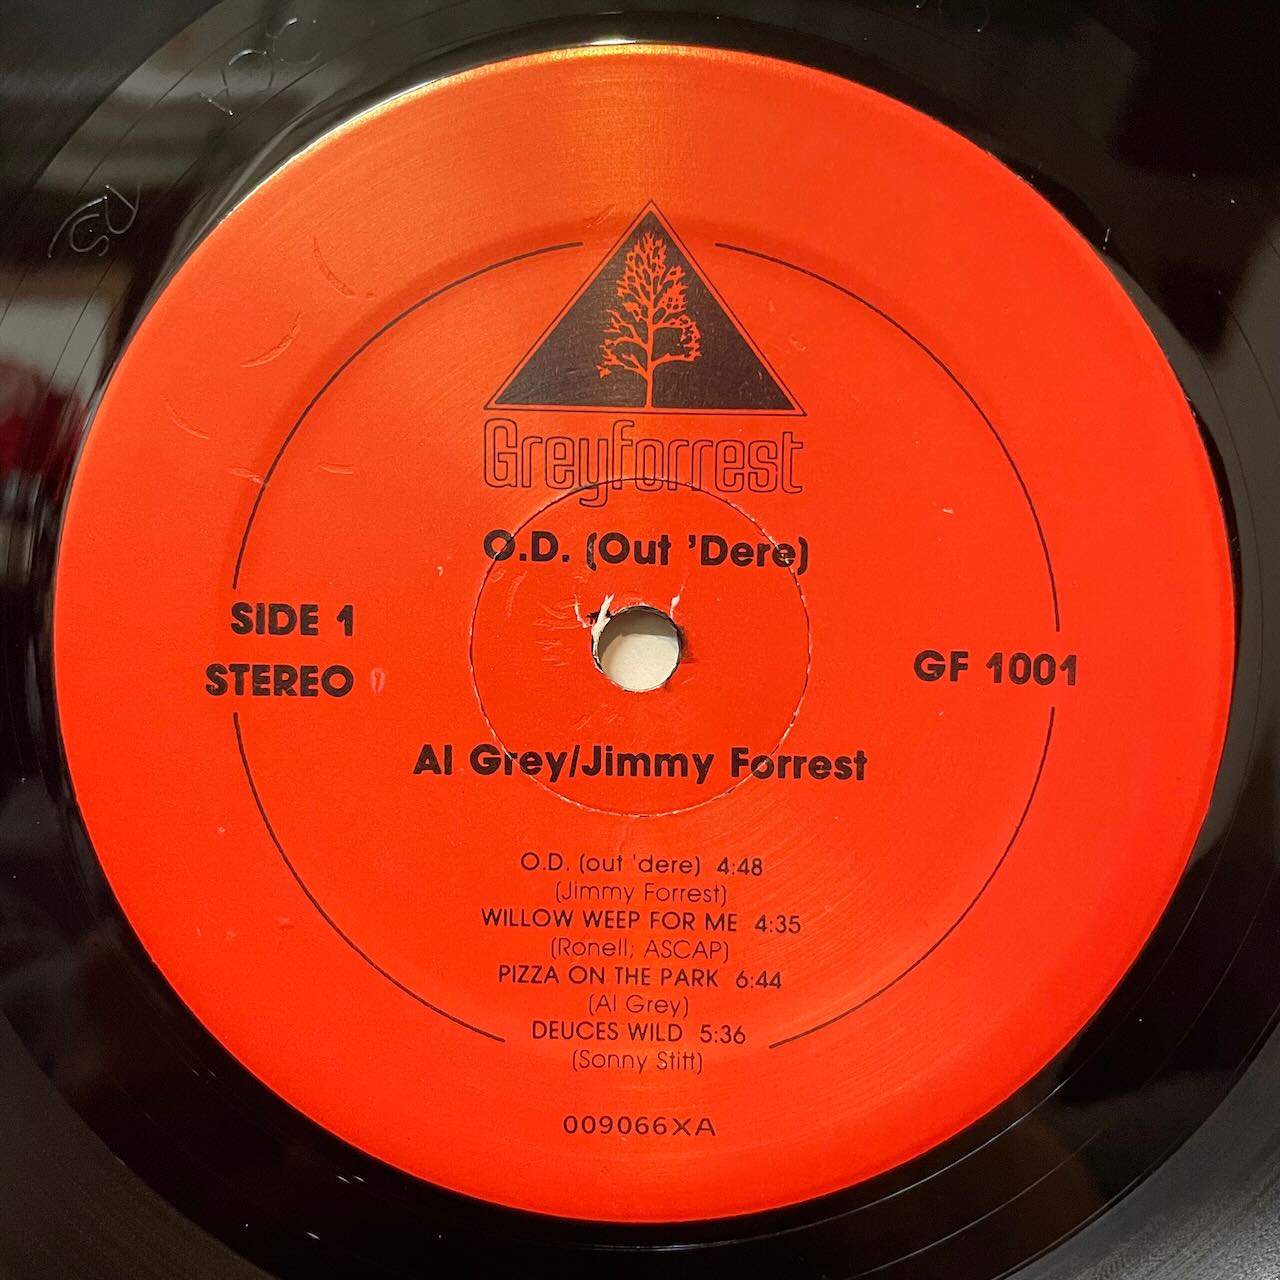 Greyforrest
O.D. (Out 'Dere)
SIDE 1
STEREO
GF 1001
Al Grey/Jimmy Forrest
O.D. (out 'dere) 4:48
(Jimmy Forrest)
WILLOW WEEP FOR ME 4:35
(Ronell; ASCAP)
PIZZA ON THE PARK 6:44
(Al Grey)
DEUCES WILD 5:36
(Sonny Stitt)
009066XA